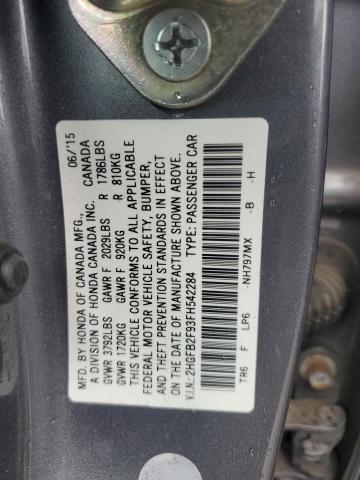 MFD. BY HONDA OF CANADA MFG., 06/'15
A DIVISION OF HONDA CANADA INC. CANADA
GVWR 3792LBS GAWR F 2029LBS R 1786LBS
GVWR 1720KG GAWR F 920KG R 810KG
THIS VEHICLE CONFORMS TO ALL APPLICABLE
FEDERAL MOTOR VEHICLE SAFETY, BUMPER,
AND THEFT PREVENTION STANDARDS IN EFFECT
ON THE DATE OF MANUFACTURE SHOWN ABOVE.
V.I.N.: 2HGFB2F93FH542284 TYPE: PASSENGER CAR
TR6 F LP6 -NH797MX -B -H